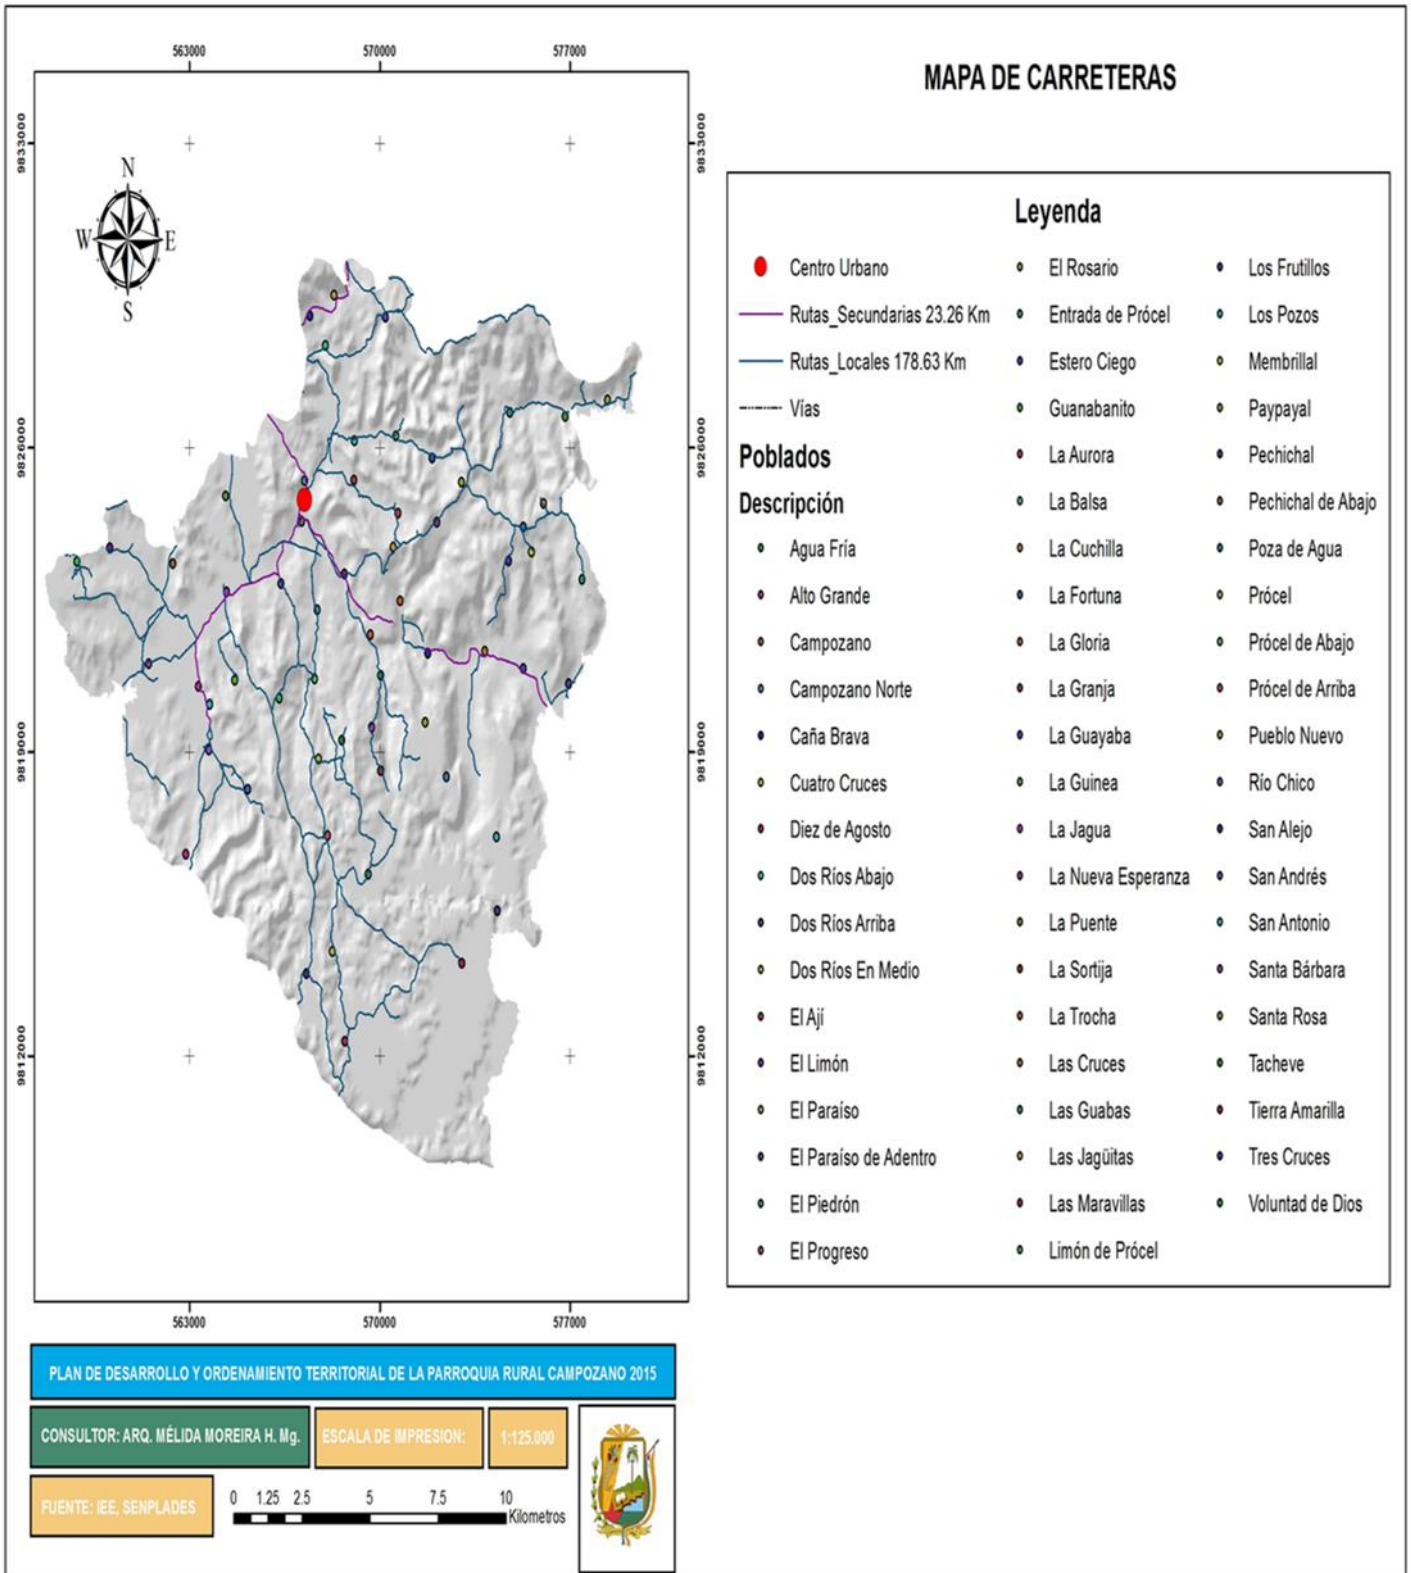 563000 570000 577000
MAPA DE CARRETERAS
9833000 9833000
N
W E
S
9826000 9826000
9819000 9819000
9812000 9812000
563000 570000 577000
Leyenda
Centro Urbano
Rutas_Secundarias 23.26 Km
Rutas_Locales 178.63 Km
Vías
Poblados
Descripción
Agua Fría
Alto Grande
Campozano
Campozano Norte
Caña Brava
Cuatro Cruces
Diez de Agosto
Dos Ríos Abajo
Dos Ríos Arriba
Dos Ríos En Medio
El Ají
El Limón
El Paraíso
El Paraíso de Adentro
El Piedrón
El Progreso
El Rosario
Entrada de Prócel
Estero Ciego
Guanabanito
La Aurora
La Balsa
La Cuchilla
La Fortuna
La Gloria
La Granja
La Guayaba
La Guinea
La Jagua
La Nueva Esperanza
La Puente
La Sortija
La Trocha
Las Cruces
Las Guabas
Las Jagüitas
Las Maravillas
Limón de Prócel
Los Frutillos
Los Pozos
Membrillal
Paypayal
Pechichal
Pechichal de Abajo
Poza de Agua
Prócel
Prócel de Abajo
Prócel de Arriba
Pueblo Nuevo
Río Chico
San Alejo
San Andrés
San Antonio
Santa Bárbara
Santa Rosa
Tacheve
Tierra Amarilla
Tres Cruces
Voluntad de Dios
PLAN DE DESARROLLO Y ORDENAMIENTO TERRITORIAL DE LA PARROQUIA RURAL CAMPOZANO 2015
CONSULTOR: ARQ. MÉLIDA MOREIRA H. Mg.
ESCALA DE IMPRESION:
1:125.000
FUENTE: IEE, SENPLADES
0 1.25 2.5 5 7.5 10
Kilometros